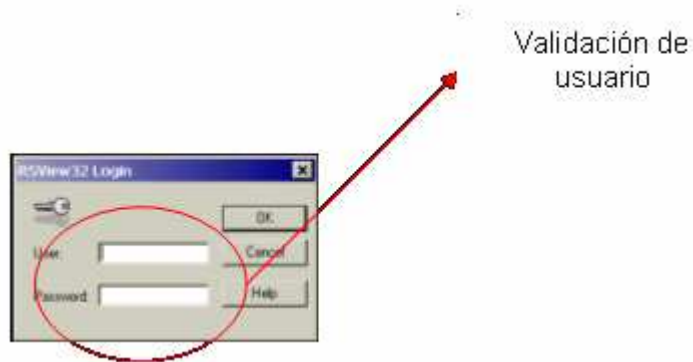 Validación de
usuario
RSView32 Login
OK
User:
Cancel
Password:
Help